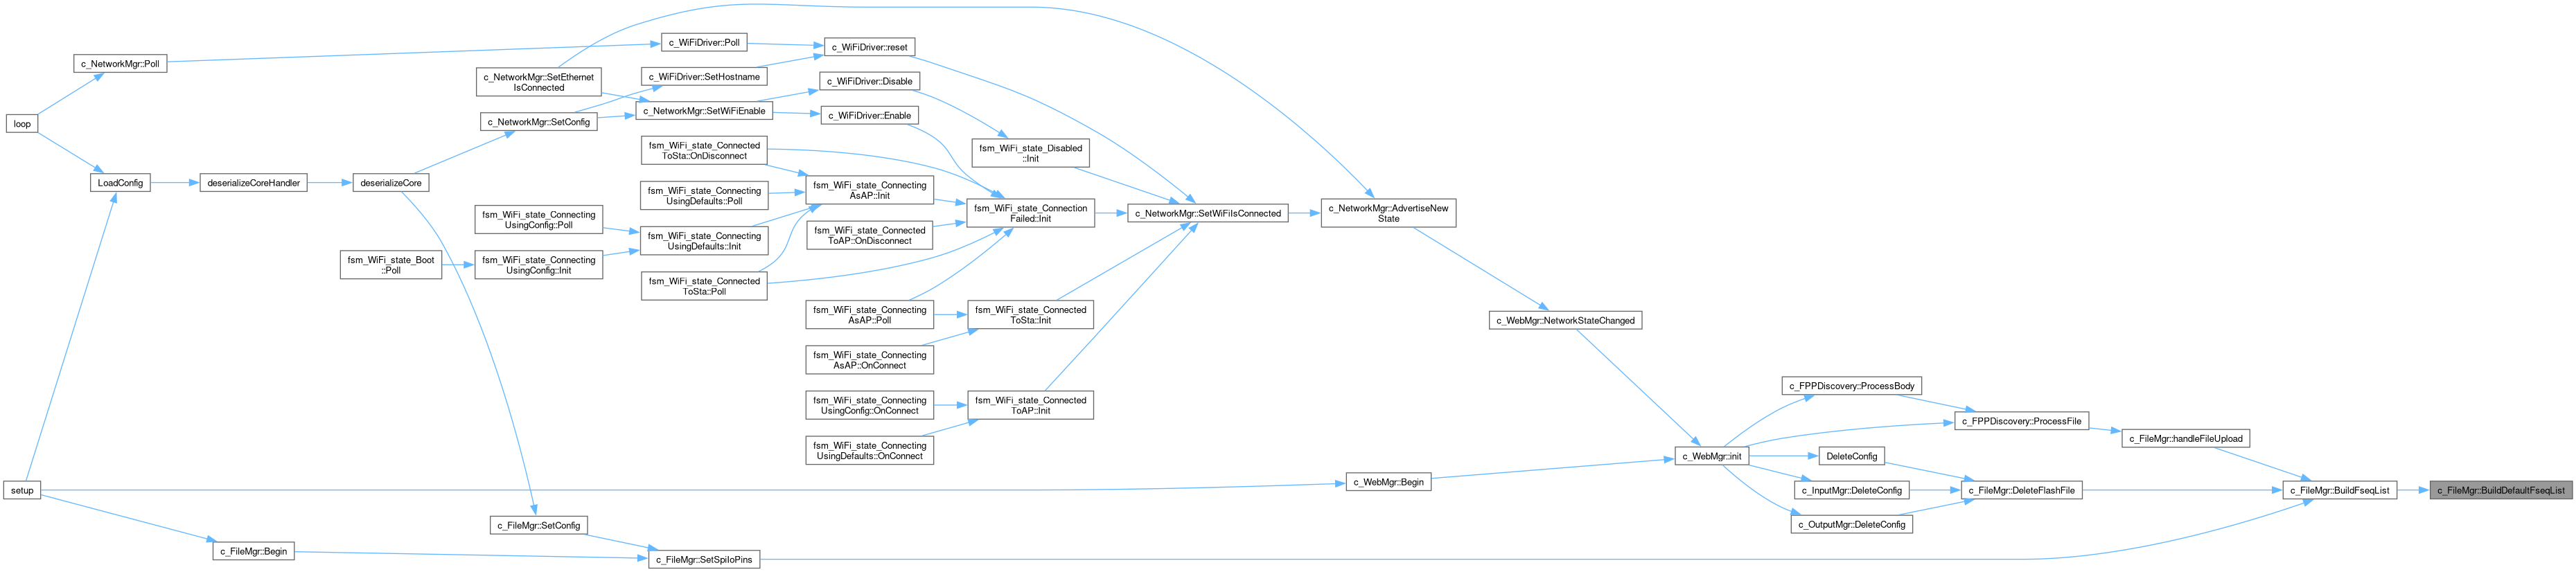 loop
setup
c_NetworkMgr::Poll
LoadConfig
deserializeCoreHandler
c_FileMgr::Begin
fsm_WiFi_state_Boot
::Poll
deserializeCore
c_NetworkMgr::SetEthernet
IsConnected
c_NetworkMgr::SetConfig
fsm_WiFi_state_Connecting
UsingConfig::Poll
fsm_WiFi_state_Connecting
UsingConfig::Init
c_FileMgr::SetConfig
c_WiFiDriver::Poll
c_WiFiDriver::SetHostname
c_NetworkMgr::SetWiFiEnable
fsm_WiFi_state_Connected
ToSta::OnDisconnect
fsm_WiFi_state_Connecting
UsingDefaults::Poll
fsm_WiFi_state_Connecting
UsingDefaults::Init
fsm_WiFi_state_Connected
ToSta::Poll
c_FileMgr::SetSpiIoPins
c_WiFiDriver::reset
c_WiFiDriver::Disable
c_WiFiDriver::Enable
fsm_WiFi_state_Connecting
AsAP::Init
fsm_WiFi_state_Connected
ToAP::OnDisconnect
fsm_WiFi_state_Connecting
AsAP::Poll
fsm_WiFi_state_Connecting
AsAP::OnConnect
fsm_WiFi_state_Connecting
UsingConfig::OnConnect
fsm_WiFi_state_Connecting
UsingDefaults::OnConnect
fsm_WiFi_state_Disabled
::Init
fsm_WiFi_state_Connection
Failed::Init
fsm_WiFi_state_Connected
ToSta::Init
fsm_WiFi_state_Connected
ToAP::Init
c_NetworkMgr::SetWiFiIsConnected
c_NetworkMgr::AdvertiseNew
State
c_WebMgr::Begin
c_WebMgr::NetworkStateChanged
c_WebMgr::init
c_FPPDiscovery::ProcessBody
DeleteConfig
c_InputMgr::DeleteConfig
c_OutputMgr::DeleteConfig
c_FPPDiscovery::ProcessFile
c_FileMgr::DeleteFlashFile
c_FileMgr::handleFileUpload
c_FileMgr::BuildFseqList
c_FileMgr::BuildDefaultFseqList